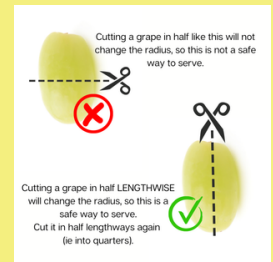 Cutting a grape in half like this will not
change the radius, so this is not a safe
way to serve.
Cutting a grape in half LENGTHWISE
will change the radius, so this is a
safe way to serve.
Cut it in half lengthways again
(ie into quarters).